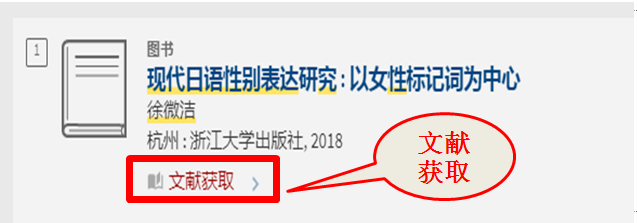 1
图书
现代日语性别表达研究 : 以女性标记词为中心
徐微洁
杭州 : 浙江大学出版社, 2018
文献获取 >
文献
获取